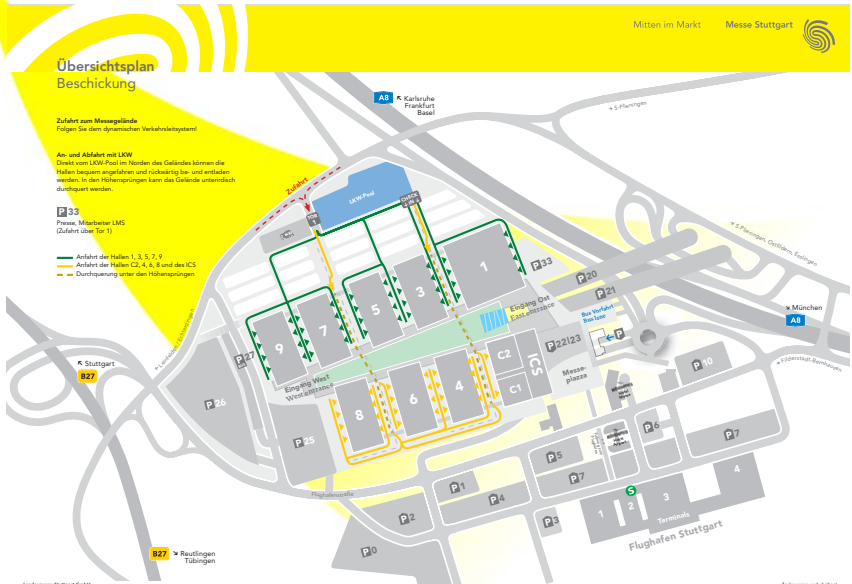 Mitten im Markt
Messe Stuttgart
Übersichtsplan
Beschickung
Zufahrt zum Messegelände
Folgen Sie dem dynamischen Verkehrsleitsystem!
An- und Abfahrt mit LKW
Direkt vom LKW-Pool im Norden des Geländes können die
Hallen bequem angefahren und rückwärtig be- und entladen
werden. In den Höhensprüngen kann das Gelände unterirdisch
durchquert werden.
P 33
Presse, Mitarbeiter LMS
(Zufahrt über Tor 1)
Anfahrt der Hallen 1, 3, 5, 7, 9
Anfahrt der Hallen C2, 4, 6, 8 und des ICS
Durchquerung unter den Höhensprüngen
A8
Karlsruhe
Frankfurt
Basel
Zufahrt
LKW-Pool
TOR
1
CHECK
IN
1
3
5
7
9
P33
P20
P21
Eingang Ost
East entrance
Bus Vorfahrt
P
München
A8
Stuttgart
B27
P27
P26
P25
Eingang West
West entrance
8
6
4
C2
C1
ICS
P22|23
Messe-
piazza
P10
P6
P7
P5
P7
P1
P4
P2
P3
P0
S
1
2
3
4
Terminals
Flughafen Stuttgart
Flughafenstraße
B27
Reutlingen
Tübingen